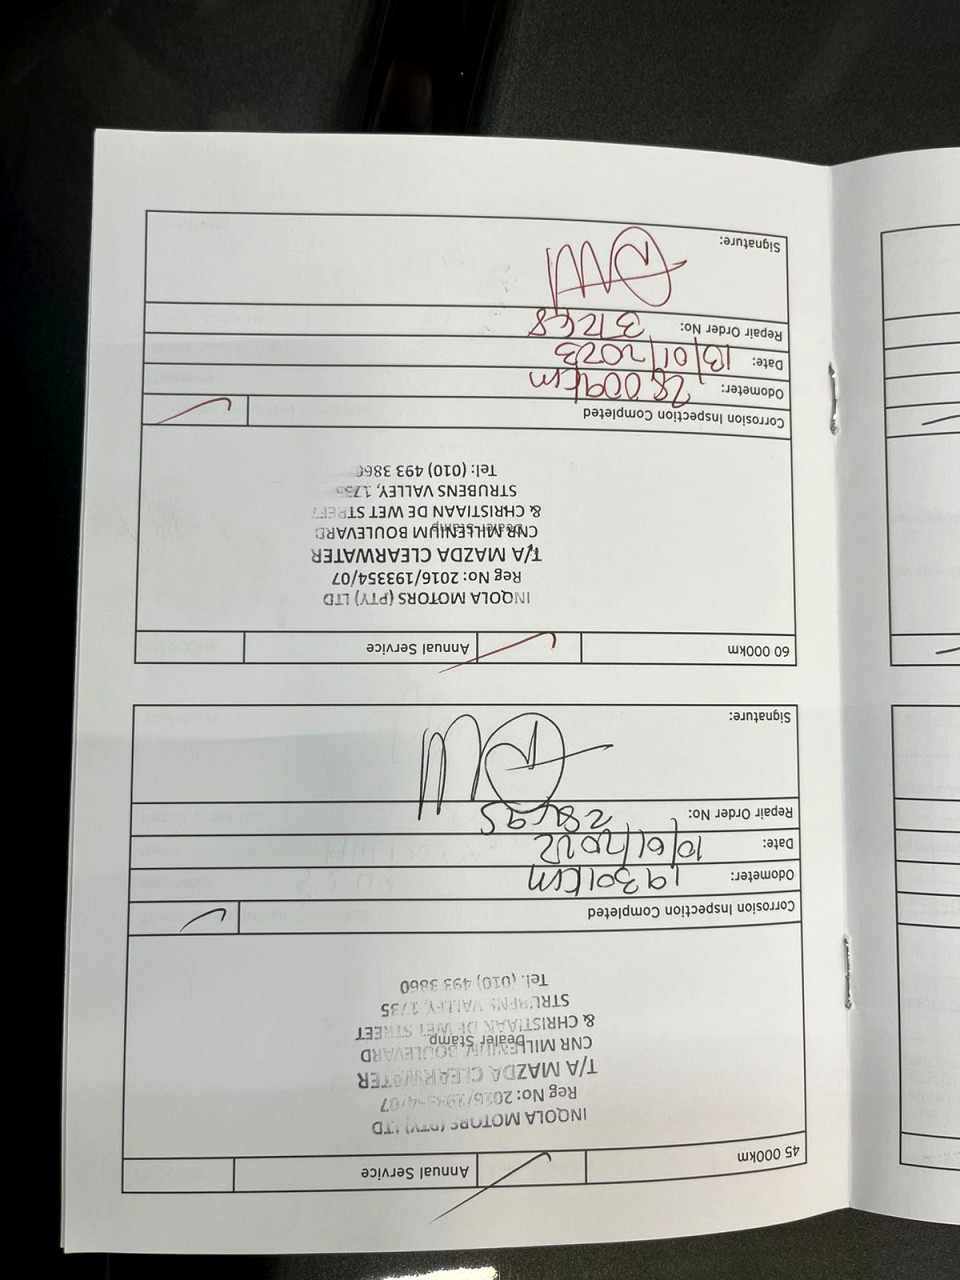 45 000km Annual Service
INQOLA MOTORS (PTY) LTD
Reg No: 2016/193354/07
T/A MAZDA CLEARWATER
CNR MILLENIUM BOULEVARD
Dealer Stamp
& CHRISTIAAN DE WET STREET
STRUBENS VALLEY, 1735
Tel. (010) 493 3860
Corrosion Inspection Completed
Odometer: 19301km
Date: 10/01/2022
Repair Order No:
Signature:
60 000km Annual Service
INQOLA MOTORS (PTY) LTD
Reg No: 2016/193354/07
T/A MAZDA CLEARWATER
CNR MILLENIUM BOULEVARD
Dealer Stamp
& CHRISTIAAN DE WET STREET
STRUBENS VALLEY, 1735
Tel: (010) 493 3860
Corrosion Inspection Completed
Odometer: 28009km
Date: 13/01/2023
Repair Order No:
Signature: